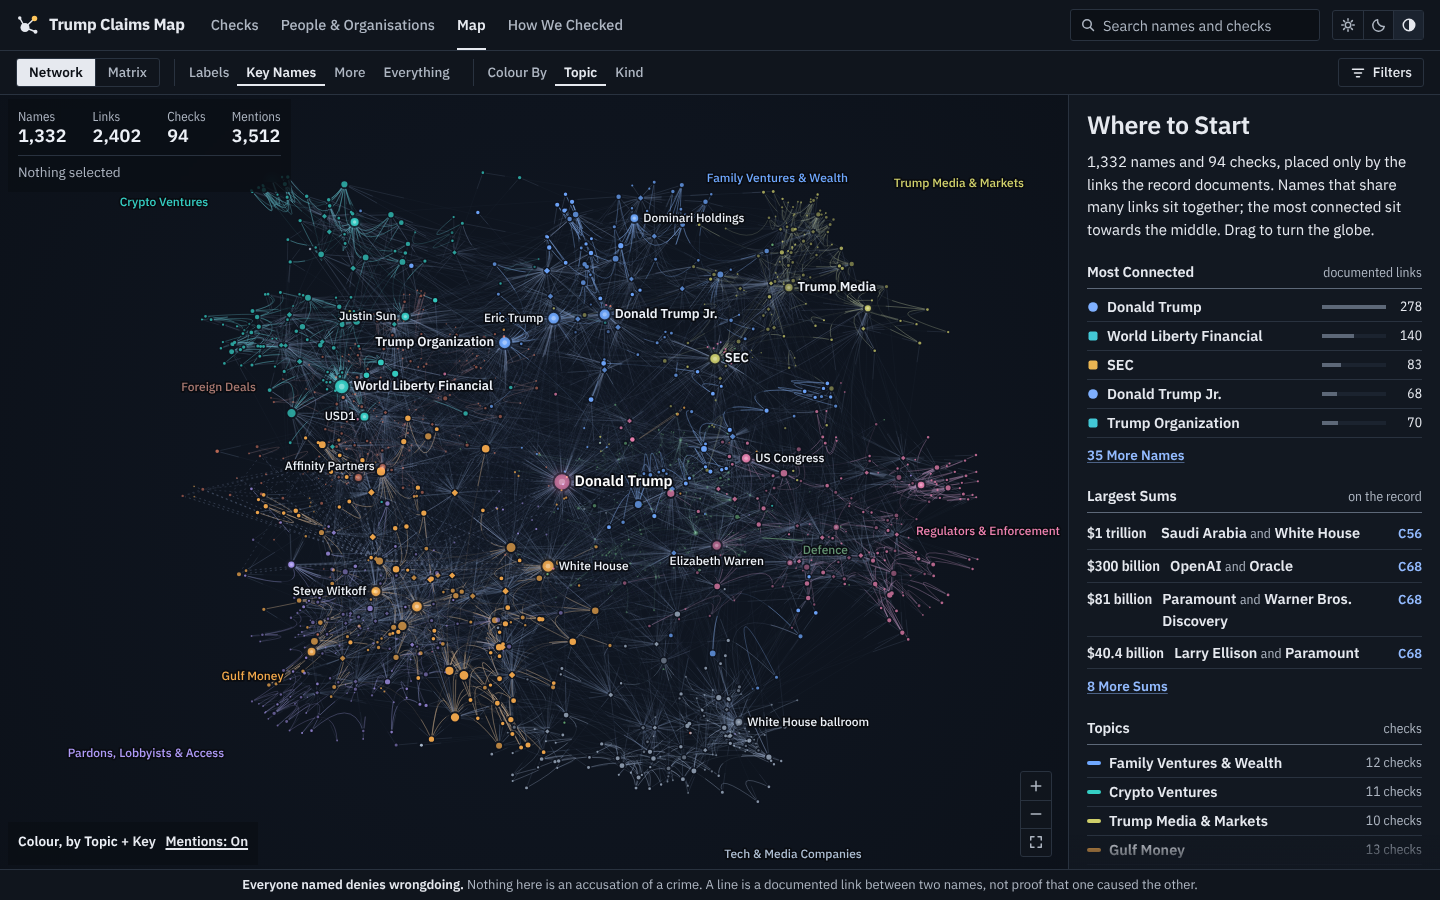 Trump Claims Map
Checks
People & Organisations
Map
How We Checked
Search names and checks
Network
Matrix
Labels
Key Names
More
Everything
Colour By
Topic
Kind
Filters
Names
Links
Checks
Mentions
1,332
2,402
94
3,512
Nothing selected
Crypto Ventures
Family Ventures & Wealth
Trump Media & Markets
Dominari Holdings
Trump Media
Justin Sun
Eric Trump
Donald Trump Jr.
Trump Organization
SEC
Foreign Deals
World Liberty Financial
USD1
Affinity Partners
US Congress
Donald Trump
Regulators & Enforcement
Defence
Elizabeth Warren
White House
Steve Witkoff
Gulf Money
White House ballroom
Pardons, Lobbyists & Access
Tech & Media Companies
Colour, by Topic + Key
Mentions: On
Where to Start
1,332 names and 94 checks, placed only by the
links the record documents. Names that share
many links sit together; the most connected sit
towards the middle. Drag to turn the globe.
Most Connected
documented links
Donald Trump 278
World Liberty Financial 140
SEC 83
Donald Trump Jr. 68
Trump Organization 70
35 More Names
Largest Sums
on the record
$1 trillion Saudi Arabia and White House C56
$300 billion OpenAI and Oracle C68
$81 billion Paramount and Warner Bros. C68
Discovery
$40.4 billion Larry Ellison and Paramount C68
8 More Sums
Topics
checks
Family Ventures & Wealth 12 checks
Crypto Ventures 11 checks
Trump Media & Markets 10 checks
Gulf Money 13 checks
Everyone named denies wrongdoing. Nothing here is an accusation of a crime. A line is a documented link between two names, not proof that one caused the other.